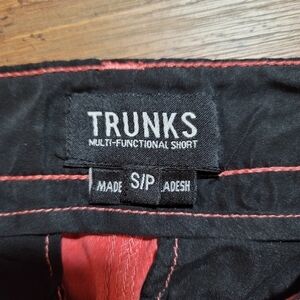 TRUNKS
MULTI-FUNCTIONAL SHORT
MADE S/P ADESH